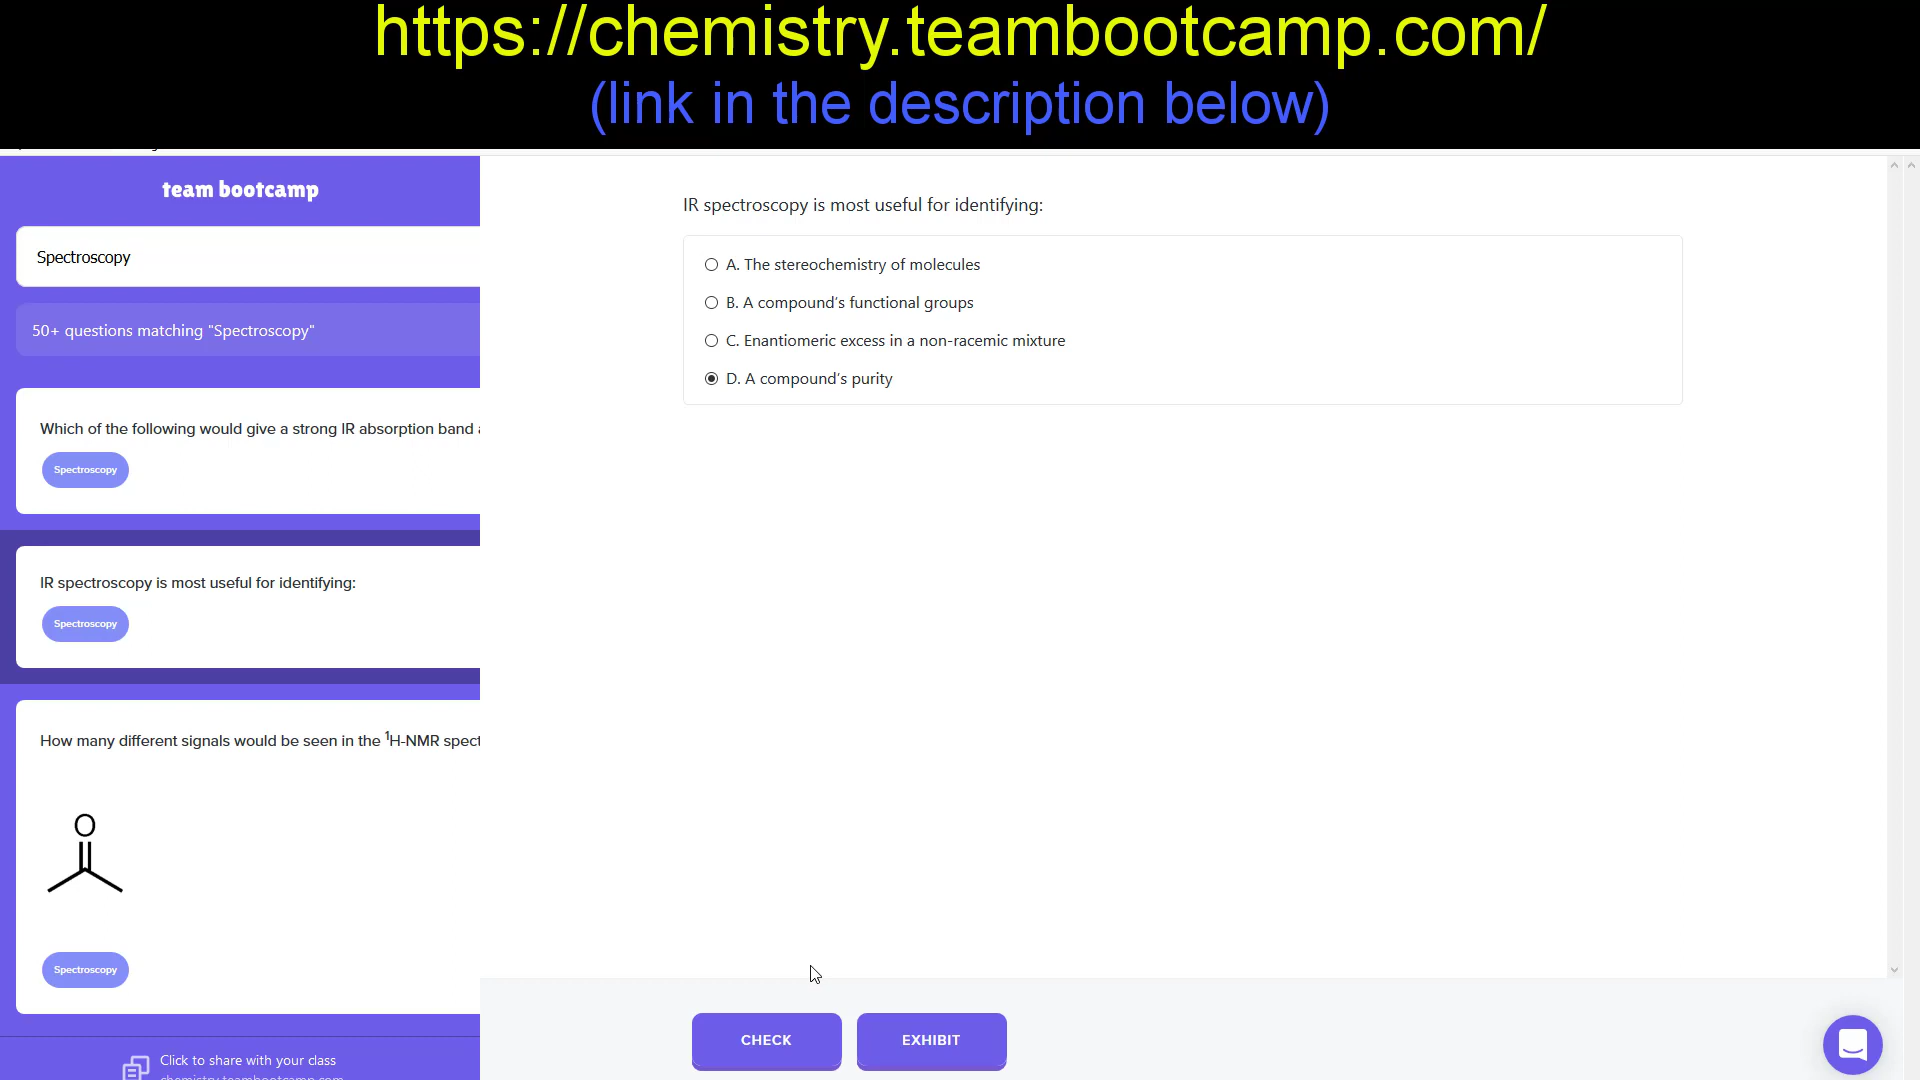 https://chemistry.teambootcamp.com/
(link in the description below)
team bootcamp
Spectroscopy
50+ questions matching "Spectroscopy"
Which of the following would give a strong IR absorption band
Spectroscopy
IR spectroscopy is most useful for identifying:
Spectroscopy
How many different signals would be seen in the ¹H-NMR spect
O
Spectroscopy
Click to share with your class
chemistry.teambootcamp.com
IR spectroscopy is most useful for identifying:
A. The stereochemistry of molecules
B. A compound's functional groups
C. Enantiomeric excess in a non-racemic mixture
D. A compound's purity
CHECK
EXHIBIT